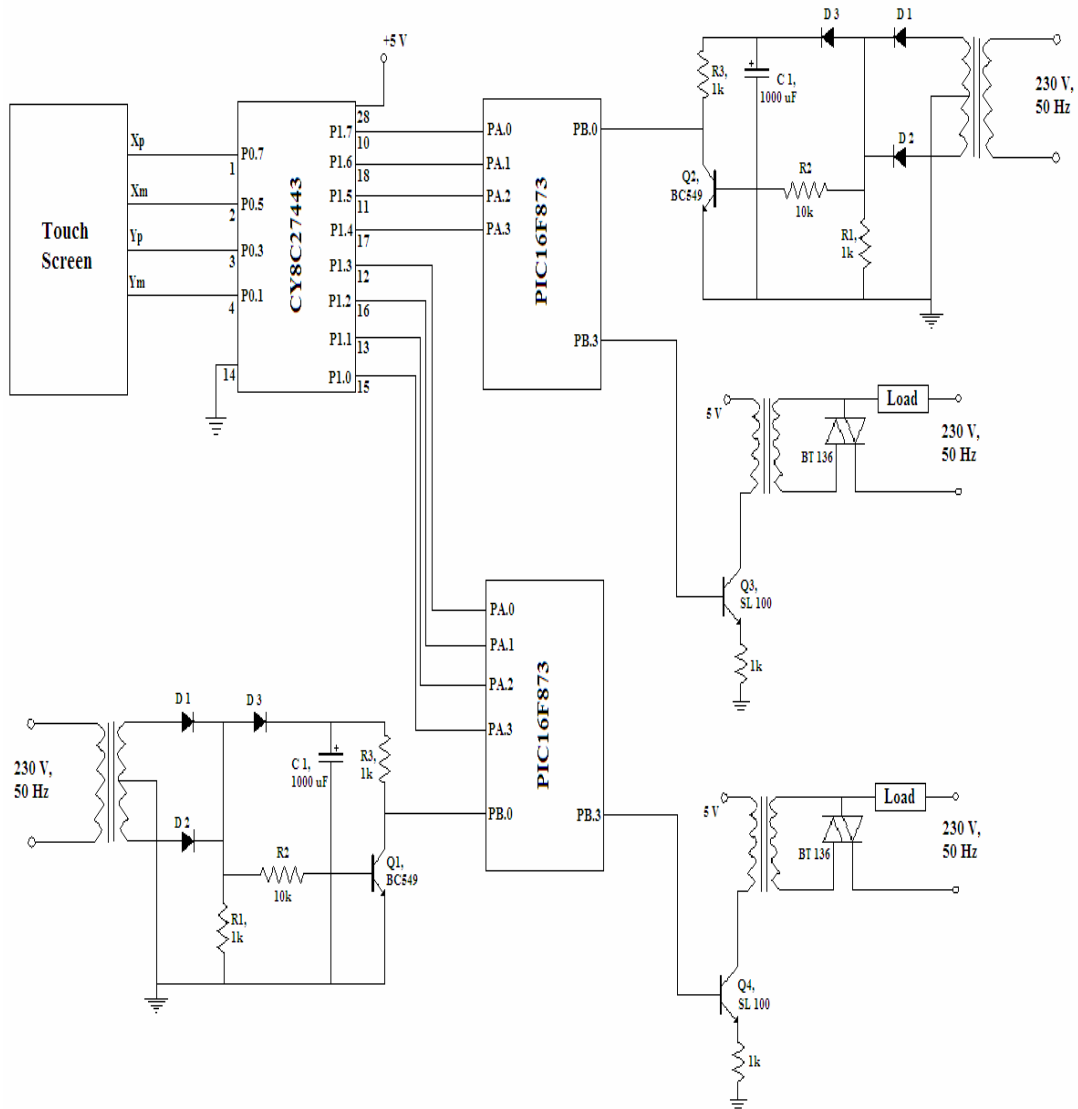 +5 V
Touch
Screen
Xp
Xm
Yp
Ym
P0.7
1
P0.5
2
P0.3
3
P0.1
4
14
CY8C27443
28
P1.7
10
P1.6
18
P1.5
11
P1.4
17
P1.3
12
P1.2
16
P1.1
13
P1.0
15
PA.0
PA.1
PA.2
PA.3
PIC16F873
PB.0
PB.3
D 3
D 1
R3,
1k
C 1,
1000 uF
D 2
Q2,
BC549
R2
10k
R1,
1k
230 V,
50 Hz
5 V
Load
BT 136
230 V,
50 Hz
Q3,
SL 100
1k
PA.0
PA.1
PA.2
PA.3
PIC16F873
PB.0
PB.3
D 1
D 3
230 V,
50 Hz
C 1,
1000 uF
R3,
1k
D 2
R2
10k
Q1,
BC549
R1,
1k
5 V
Load
BT 136
230 V,
50 Hz
Q4,
SL 100
1k